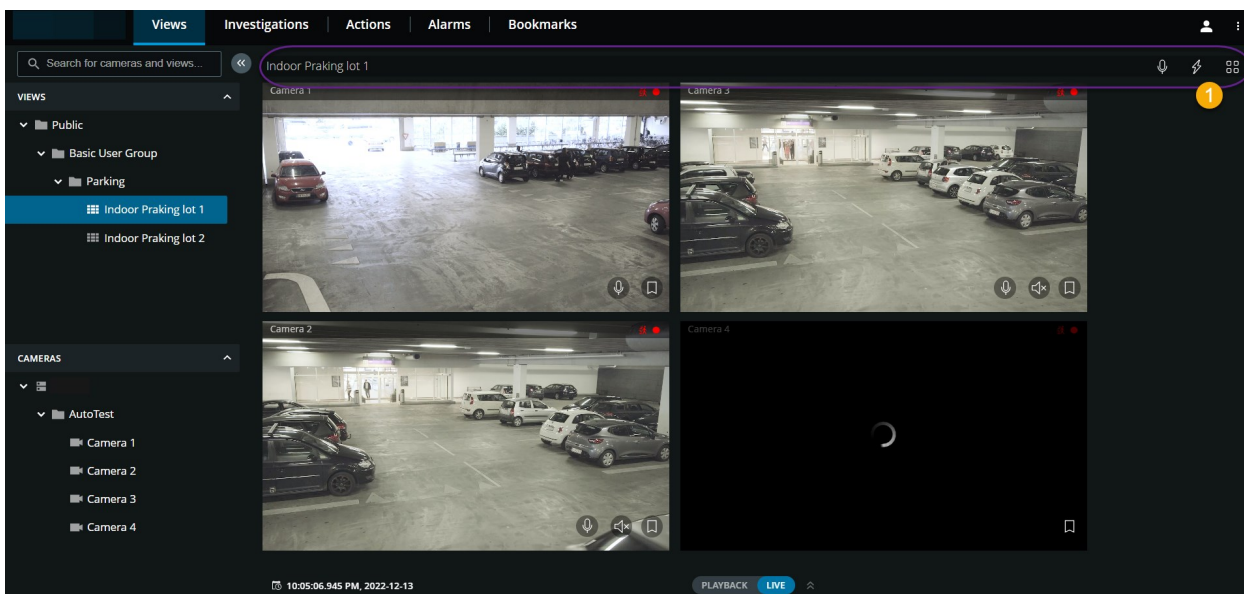 Views Investigations Actions Alarms Bookmarks
Search for cameras and views...
Indoor Praking lot 1
1
VIEWS
Public
Basic User Group
Parking
Indoor Praking lot 1
Indoor Praking lot 2
CAMERAS
AutoTest
Camera 1
Camera 2
Camera 3
Camera 4
Camera 1
Camera 3
Camera 2
Camera 4
10:05:06.945 PM, 2022-12-13
PLAYBACK LIVE